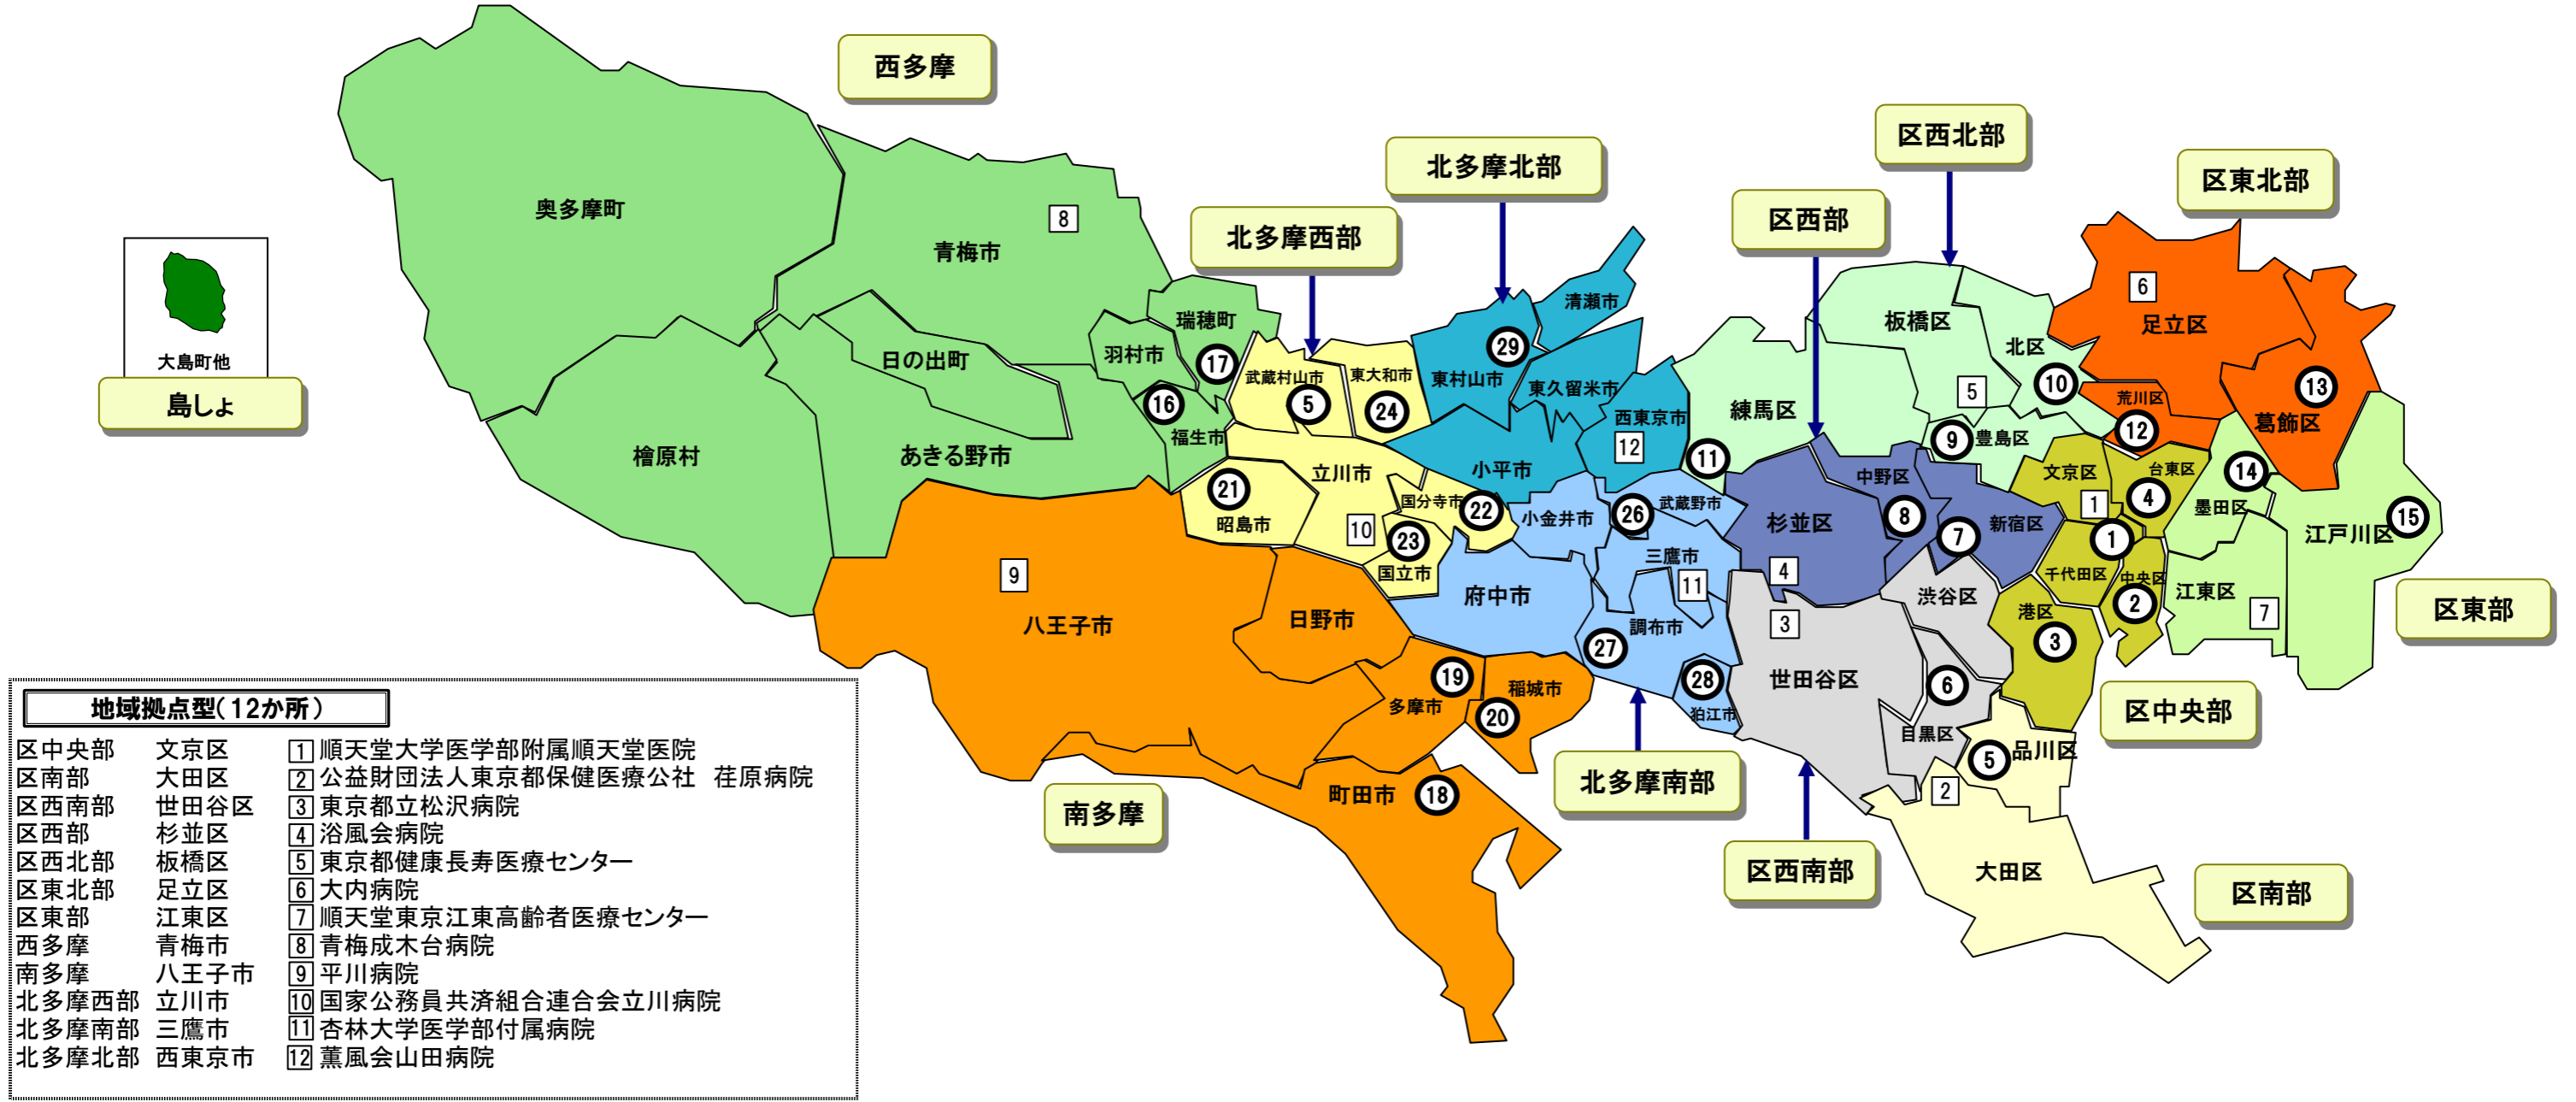 西多摩
区西北部
北多摩北部
区東北部
区西部
北多摩西部
奥多摩町
8
青梅市
大島町他
島しょ
瑞穂町
羽村市
17
日の出町
16
福生市
檜原村
あきる野市
武蔵村山市
5
東大和市
24
清瀬市
29
東村山市
東久留米市
西東京市
12
小平市
立川市
21
昭島市
10
国分寺市
22
23
国立市
小金井市
26
武蔵野市
三鷹市
11
府中市
調布市
27
28
狛江市
9
八王子市
日野市
19
多摩市
稲城市
20
町田市
18
南多摩
北多摩南部
板橋区
北区
5
10
練馬区
11
9
豊島区
6
足立区
荒川区
12
13
葛飾区
中野区
8
杉並区
4
7
新宿区
文京区
1
台東区
4
14
墨田区
江戸川区
15
1
千代田区
中央区
2
江東区
7
区東部
渋谷区
港区
3
3
世田谷区
6
目黒区
区中央部
5
品川区
2
大田区
区西南部
区南部
地域拠点型(12か所)
区中央部 文京区 1 順天堂大学医学部附属順天堂医院
区南部 大田区 2 公益財団法人東京都保健医療公社 荏原病院
区西南部 世田谷区 3 東京都立松沢病院
区西部 杉並区 4 浴風会病院
区西北部 板橋区 5 東京都健康長寿医療センター
区東北部 足立区 6 大内病院
区東部 江東区 7 順天堂東京江東高齢者医療センター
西多摩 青梅市 8 青梅成木台病院
南多摩 八王子市 9 平川病院
北多摩西部 立川市 10 国家公務員共済組合連合会立川病院
北多摩南部 三鷹市 11 杏林大学医学部付属病院
北多摩北部 西東京市 12 薫風会山田病院